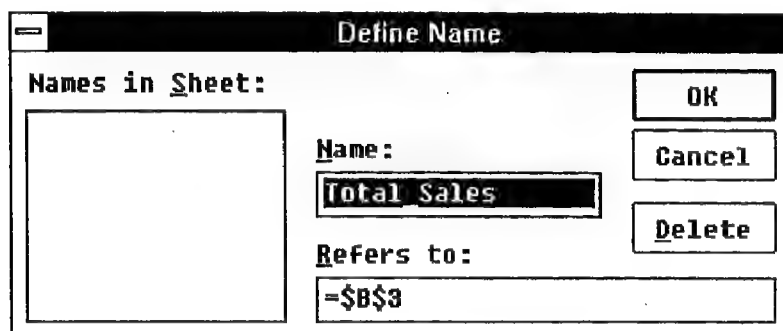 Define Name
Names in Sheet:
OK
Name:
Cancel
Total Sales
Delete
Refers to:
=$B$3